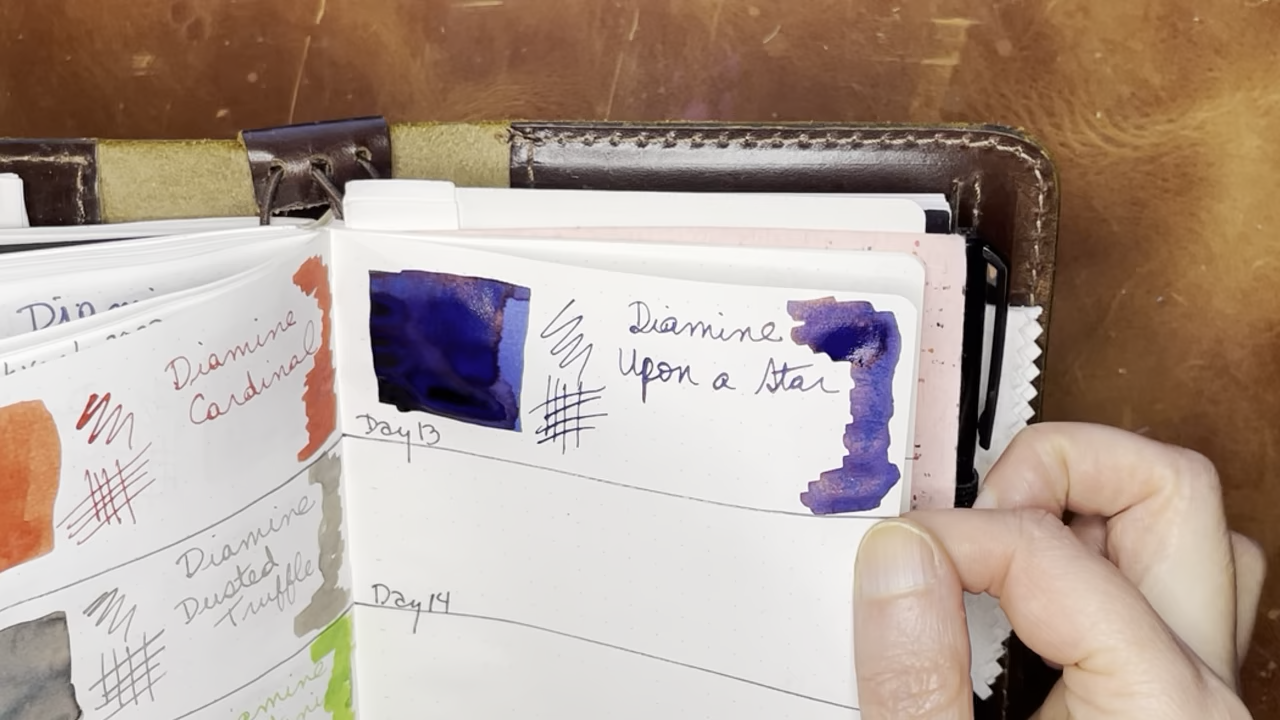 Diamine
Cardinal
Diamine
Dusted
Truffle
Diamine
Upon a Star
Day 13
Day 14